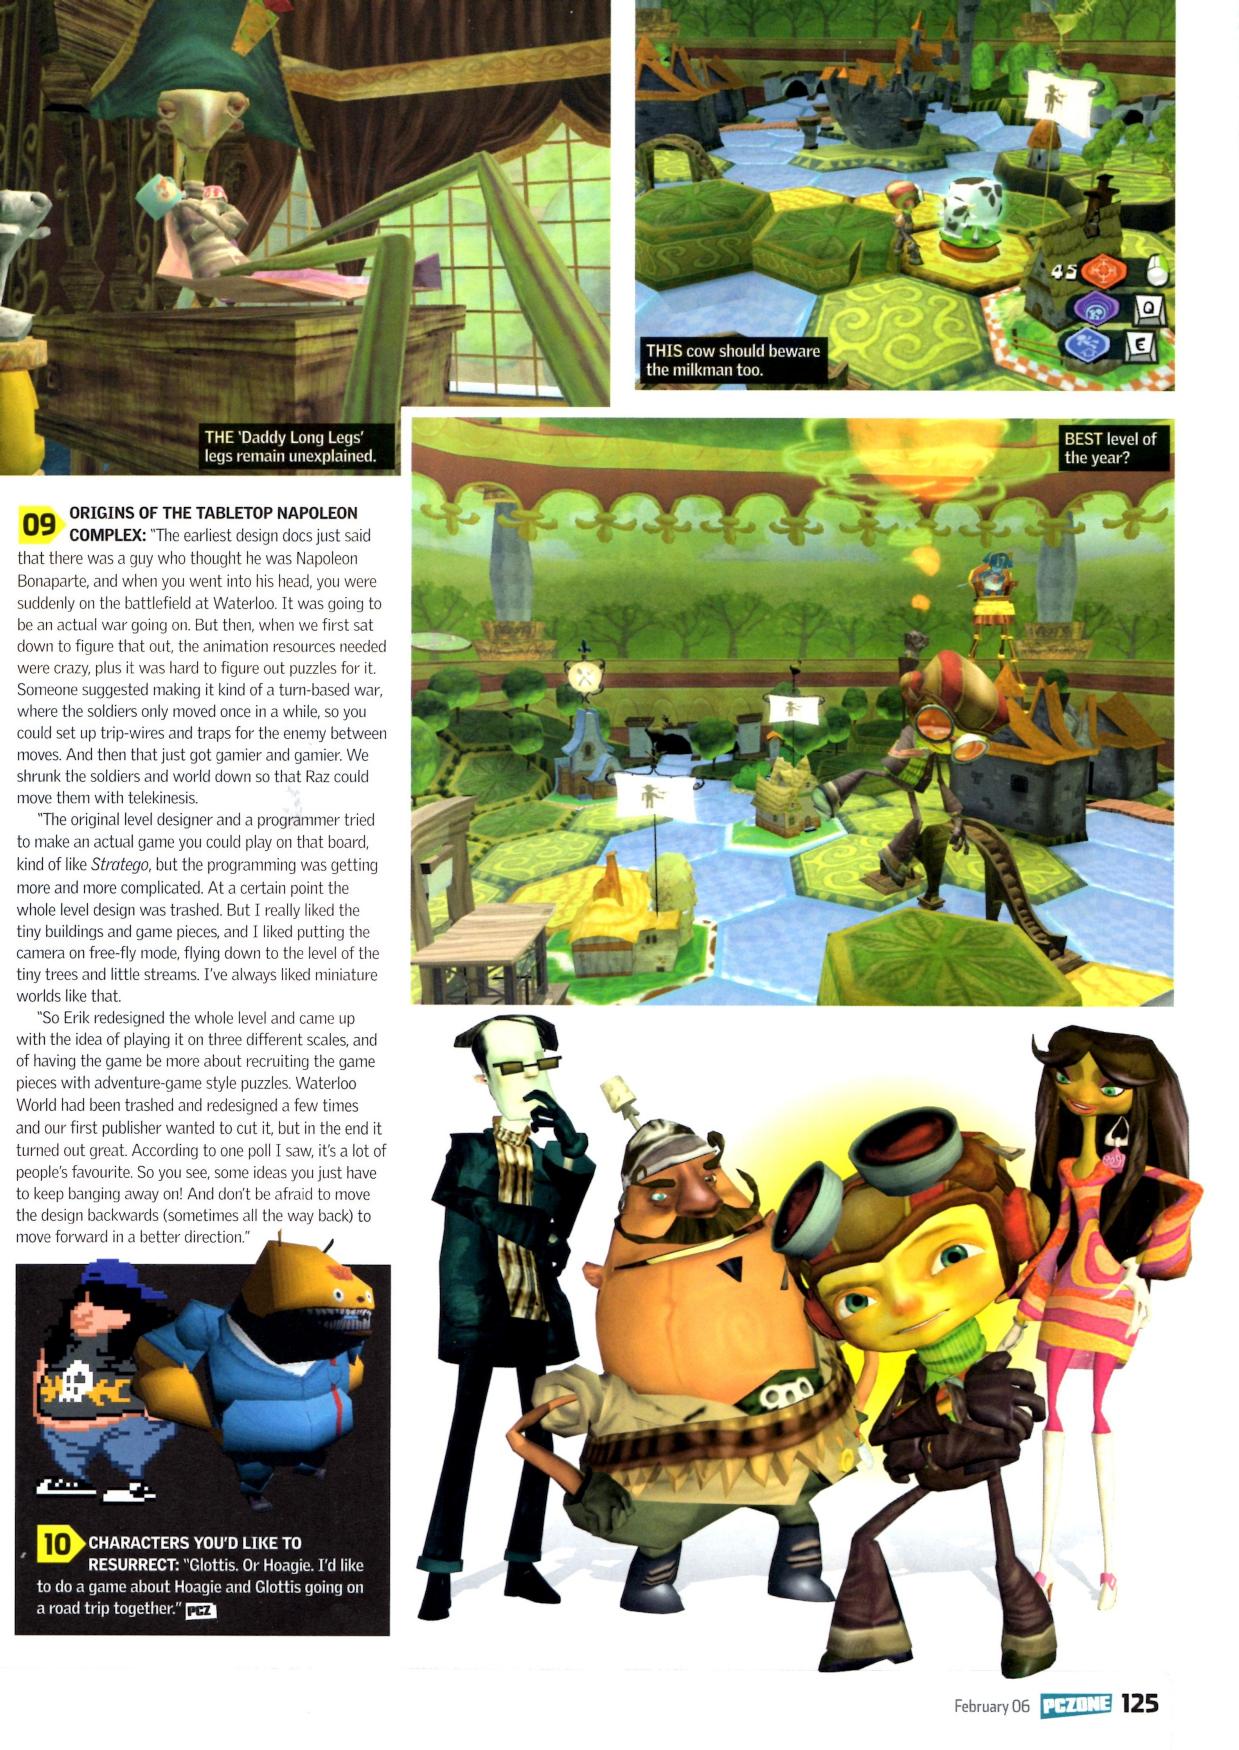 THE 'Daddy Long Legs'
legs remain unexplained.
THIS cow should beware
the milkman too.
45
Q
E
BEST level of
the year?
09 ORIGINS OF THE TABLETOP NAPOLEON
COMPLEX: "The earliest design docs just said
that there was a guy who thought he was Napoleon
Bonaparte, and when you went into his head, you were
suddenly on the battlefield at Waterloo. It was going to
be an actual war going on. But then, when we first sat
down to figure that out, the animation resources needed
were crazy, plus it was hard to figure out puzzles for it.
Someone suggested making it kind of a turn-based war,
where the soldiers only moved once in a while, so you
could set up trip-wires and traps for the enemy between
moves. And then that just got gamier and gamier. We
shrunk the soldiers and world down so that Raz could
move them with telekinesis.
"The original level designer and a programmer tried
to make an actual game you could play on that board,
kind of like Stratego, but the programming was getting
more and more complicated. At a certain point the
whole level design was trashed. But I really liked the
tiny buildings and game pieces, and I liked putting the
camera on free-fly mode, flying down to the level of the
tiny trees and little streams. I've always liked miniature
worlds like that.
"So Erik redesigned the whole level and came up
with the idea of playing it on three different scales, and
of having the game be more about recruiting the game
pieces with adventure-game style puzzles. Waterloo
World had been trashed and redesigned a few times
and our first publisher wanted to cut it, but in the end it
turned out great. According to one poll I saw, it's a lot of
people's favourite. So you see, some ideas you just have
to keep banging away on! And don't be afraid to move
the design backwards (sometimes all the way back) to
move forward in a better direction."
10 CHARACTERS YOU'D LIKE TO
RESURRECT: "Glottis. Or Hoagie. I'd like
to do a game about Hoagie and Glottis going on
a road trip together." PCZ
February 06 PCZONE 125